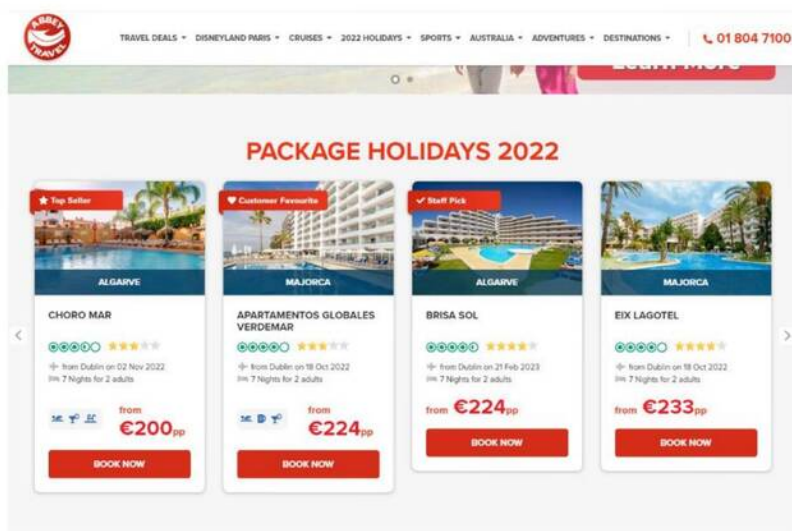 ABBEY
TRAVEL
TRAVEL DEALS DISNEYLAND PARIS CRUISES 2022 HOLIDAYS SPORTS AUSTRALIA ADVENTURES DESTINATIONS 01 804 7100
Learn More
PACKAGE HOLIDAYS 2022
Top Seller
ALGARVE
CHORO MAR
from Dublin on 02 Nov 2022
7 Nights for 2 adults
from
€200pp
BOOK NOW
Customer Favourite
MAJORCA
APARTAMENTOS GLOBALES
VERDEMAR
from Dublin on 18 Oct 2022
7 Nights for 2 adults
from
€224pp
BOOK NOW
Staff Pick
ALGARVE
BRISA SOL
from Dublin on 21 Feb 2023
7 Nights for 2 adults
from €224pp
BOOK NOW
MAJORCA
EIX LAGOTEL
from Dublin on 18 Oct 2022
7 Nights for 2 adults
from €233pp
BOOK NOW